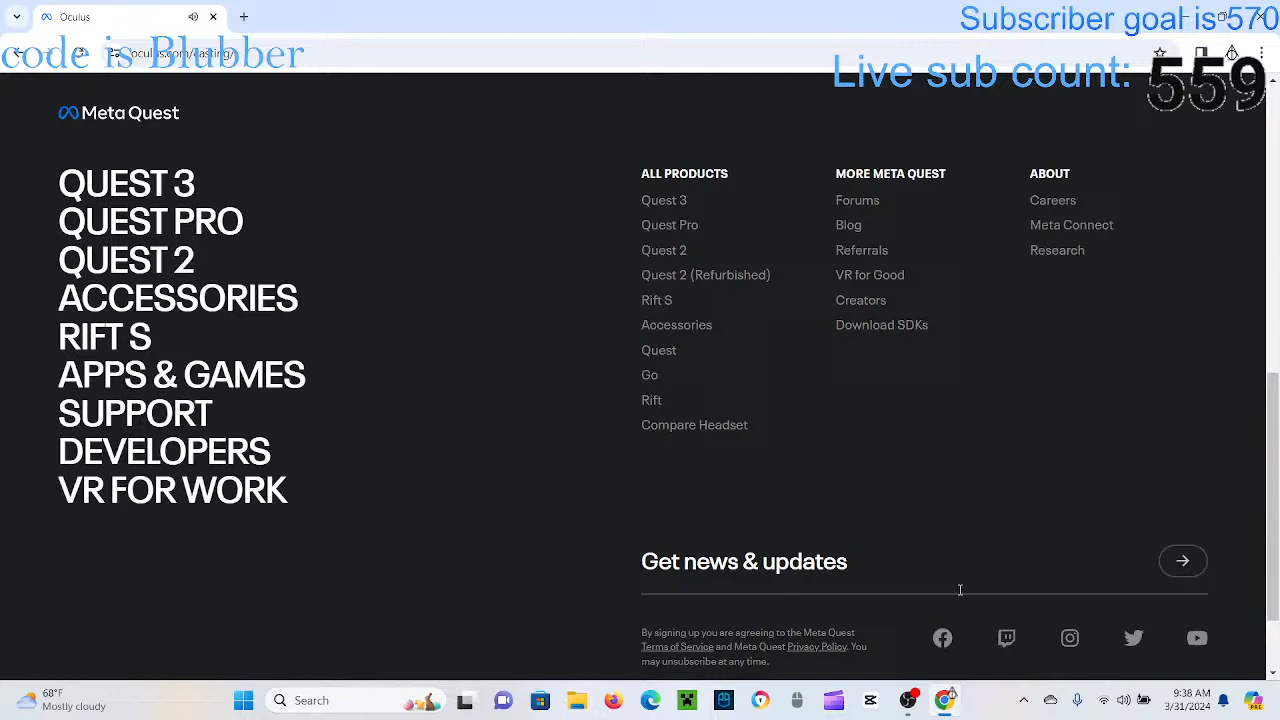 Oculus
Subscriber goal is 570
code is Blubber
oculus.com/casting/
Live sub count: 559
Meta Quest
QUEST 3
QUEST PRO
QUEST 2
ACCESSORIES
RIFT S
APPS & GAMES
SUPPORT
DEVELOPERS
VR FOR WORK
ALL PRODUCTS
Quest 3
Quest Pro
Quest 2
Quest 2 (Refurbished)
Rift S
Accessories
Quest
Go
Rift
Compare Headset
MORE META QUEST
Forums
Blog
Referrals
VR for Good
Creators
Download SDKs
ABOUT
Careers
Meta Connect
Research
Get news & updates
By signing up you are agreeing to the Meta Quest
Terms of Service and Meta Quest Privacy Policy. You
may unsubscribe at any time.
68°F
Mostly cloudy
Search
9:38 AM
3/31/2024